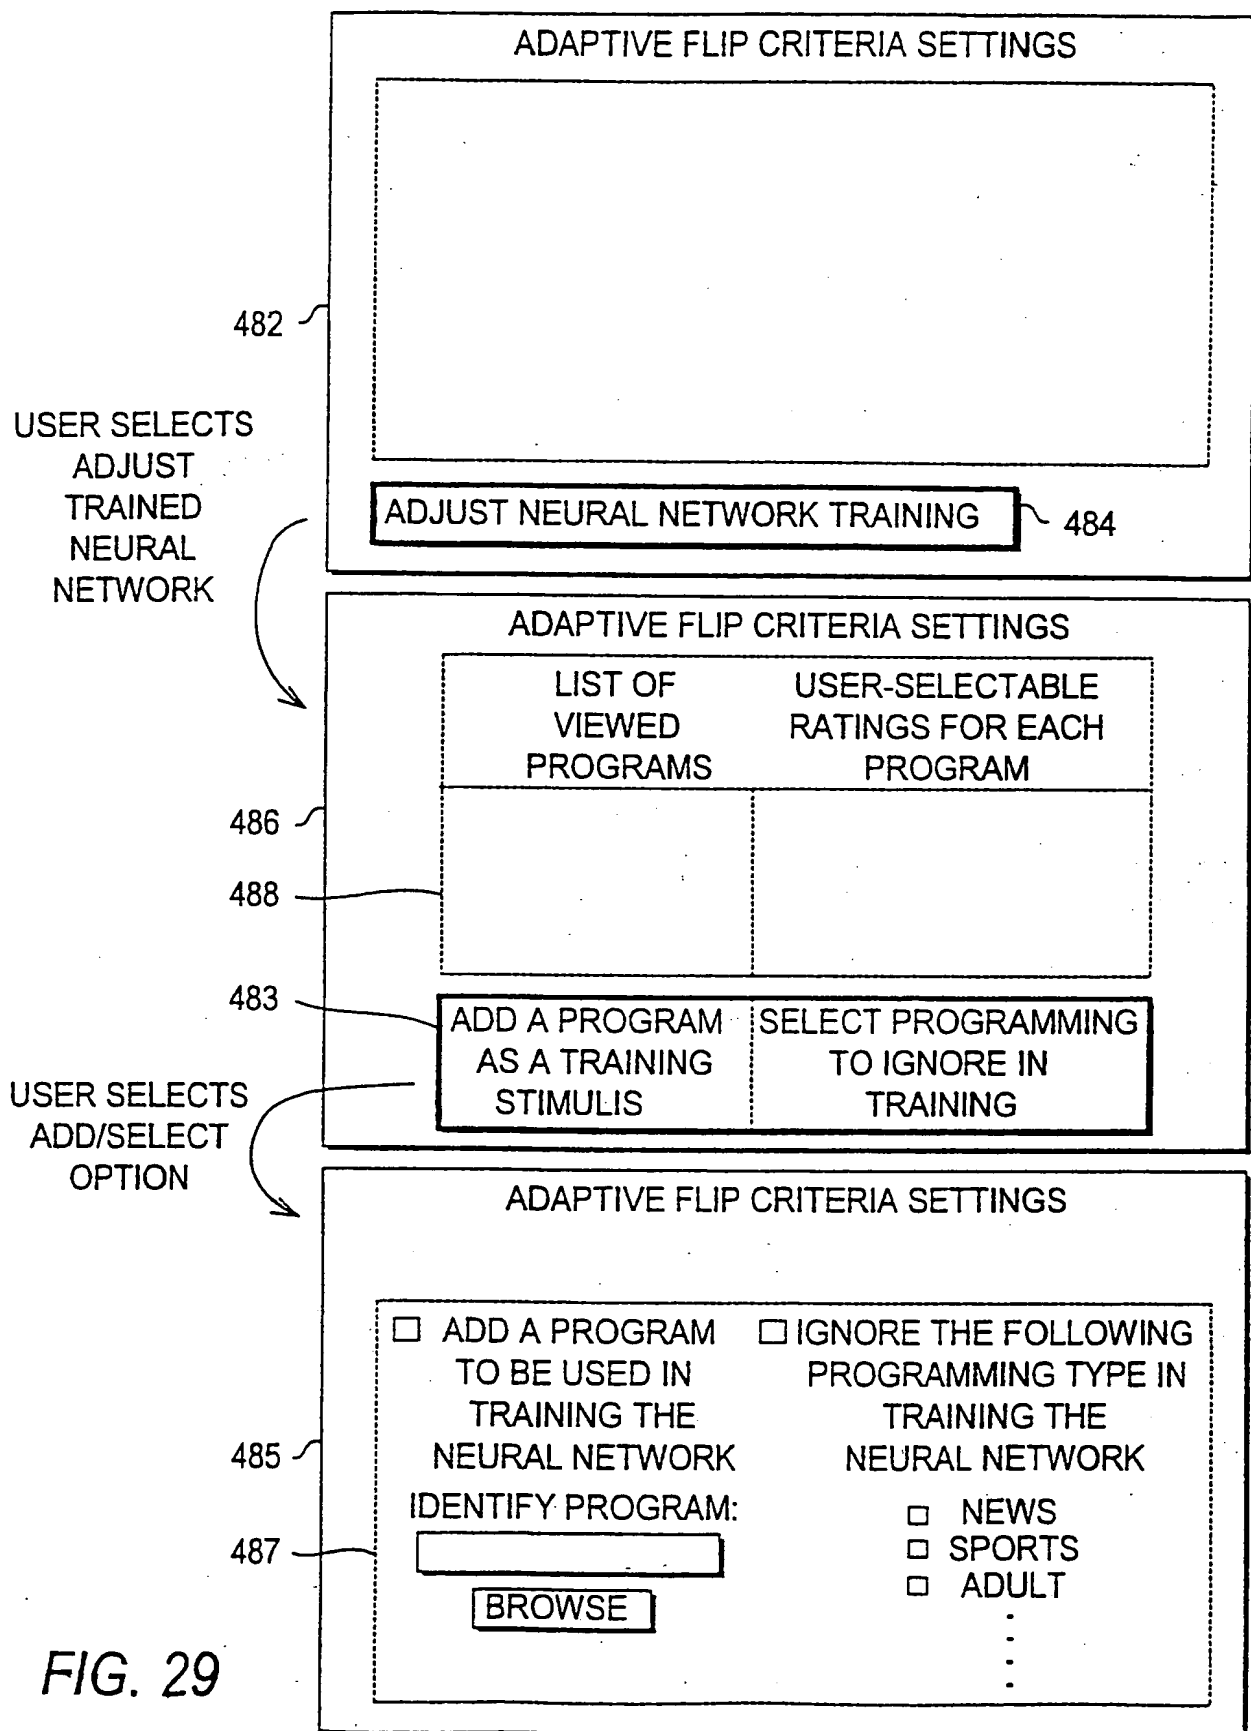 ADAPTIVE FLIP CRITERIA SETTINGS
482
USER SELECTS
ADJUST
TRAINED
NEURAL
NETWORK
ADJUST NEURAL NETWORK TRAINING
484
ADAPTIVE FLIP CRITERIA SETTINGS
LIST OF
VIEWED
PROGRAMS
USER-SELECTABLE
RATINGS FOR EACH
PROGRAM
486
488
483
ADD A PROGRAM
AS A TRAINING
STIMULIS
SELECT PROGRAMMING
TO IGNORE IN
TRAINING
USER SELECTS
ADD/SELECT
OPTION
ADAPTIVE FLIP CRITERIA SETTINGS
ADD A PROGRAM
TO BE USED IN
TRAINING THE
NEURAL NETWORK
IDENTIFY PROGRAM:
BROWSE
IGNORE THE FOLLOWING
PROGRAMMING TYPE IN
TRAINING THE
NEURAL NETWORK
NEWS
SPORTS
ADULT
485
487
FIG. 29